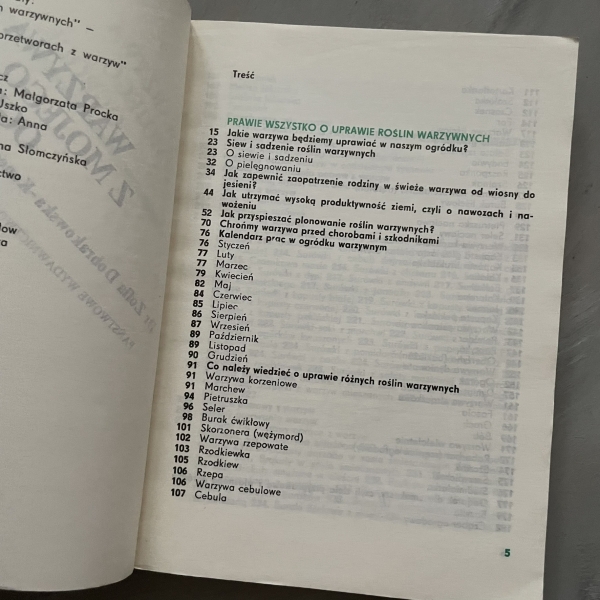 warzywnych" —
przetworach z warzyw"
Małgorzata Procka
Uszko
Anna
Słomczyńska
Treść
PRAWIE WSZYSTKO O UPRAWIE ROŚLIN WARZYWNYCH
15 Jakie warzywa będziemy uprawiać w naszym ogródku?
23 Siew i sadzenie roślin warzywnych
23 O siewie i sadzeniu
32 O pielęgnowaniu
34 Jak zapewnić zaopatrzenie rodziny w świeże warzywa od wiosny do
jesieni?
44 Jak utrzymać wysoką produktywność ziemi, czyli o nawozach i na-
wożeniu
52 Jak przyspieszać plonowanie roślin warzywnych?
70 Chrońmy warzywa przed chorobami i szkodnikami
76 Kalendarz prac w ogródku warzywnym
76 Styczeń
77 Luty
77 Marzec
79 Kwiecień
82 Maj
84 Czerwiec
85 Lipiec
86 Sierpień
87 Wrzesień
89 Październik
89 Listopad
90 Grudzień
91 Co należy wiedzieć o uprawie różnych roślin warzywnych
91 Warzywa korzeniowe
91 Marchew
94 Pietruszka
96 Seler
98 Burak ćwikłowy
101 Skorzonera (wężymord)
102 Warzywa rzepowate
103 Rzodkiewka
105 Rzodkiew
106 Rzepa
106 Warzywa cebulowe
107 Cebula
5